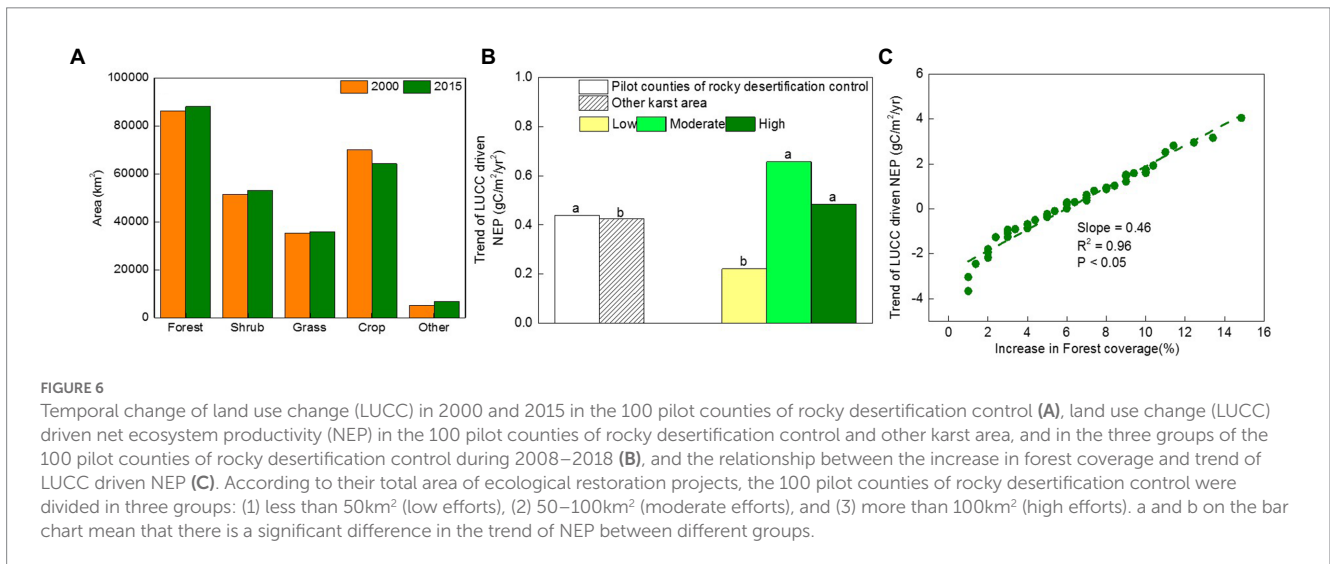 A
100000
80000
60000
40000
20000
0
Area (km²)
2000 2015
Forest Shrub Grass Crop Other
B
1.0
0.8
0.6
0.4
0.2
0.0
Trend of LUCC driven
NEP (gC/m²/yr²)
Pilot counties of rocky desertification control
Other karst area
Low Moderate High
a b b a a
C
6
4
2
0
-2
-4
Trend of LUCC driven NEP (gC/m²/yr)
Slope = 0.46
R² = 0.96
P < 0.05
0 2 4 6 8 10 12 14 16
Increase in Forest coverage(%)
FIGURE 6
Temporal change of land use change (LUCC) in 2000 and 2015 in the 100 pilot counties of rocky desertification control (A), land use change (LUCC)
driven net ecosystem productivity (NEP) in the 100 pilot counties of rocky desertification control and other karst area, and in the three groups of the
100 pilot counties of rocky desertification control during 2008–2018 (B), and the relationship between the increase in forest coverage and trend of
LUCC driven NEP (C). According to their total area of ecological restoration projects, the 100 pilot counties of rocky desertification control were
divided in three groups: (1) less than 50km² (low efforts), (2) 50–100km² (moderate efforts), and (3) more than 100km² (high efforts). a and b on the bar
chart mean that there is a significant difference in the trend of NEP between different groups.